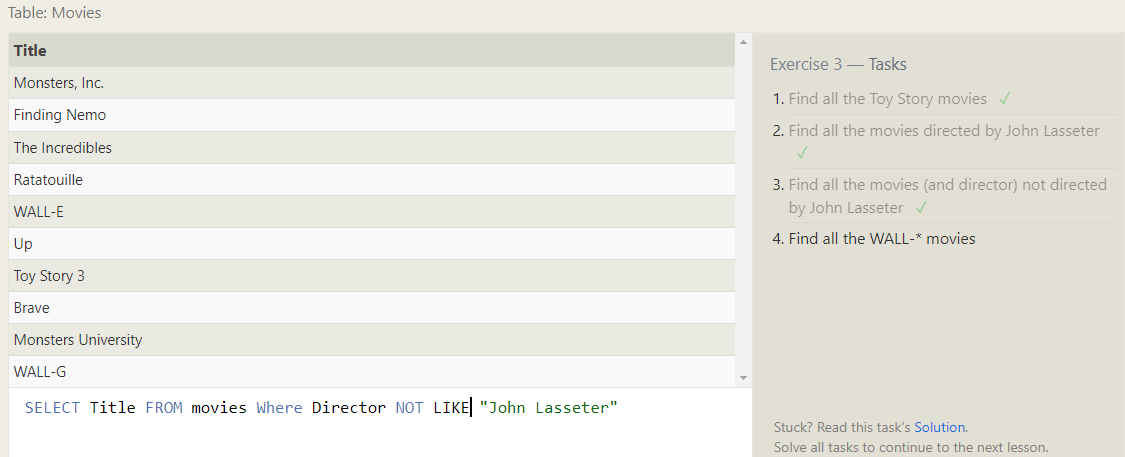 Table: Movies
Title
Monsters, Inc.
Finding Nemo
The Incredibles
Ratatouille
WALL-E
Up
Toy Story 3
Brave
Monsters University
WALL-G
SELECT Title FROM movies Where Director NOT LIKE "John Lasseter"
Exercise 3 — Tasks
1. Find all the Toy Story movies ✓
2. Find all the movies directed by John Lasseter
✓
3. Find all the movies (and director) not directed
by John Lasseter ✓
4. Find all the WALL-* movies
Stuck? Read this task's Solution.
Solve all tasks to continue to the next lesson.